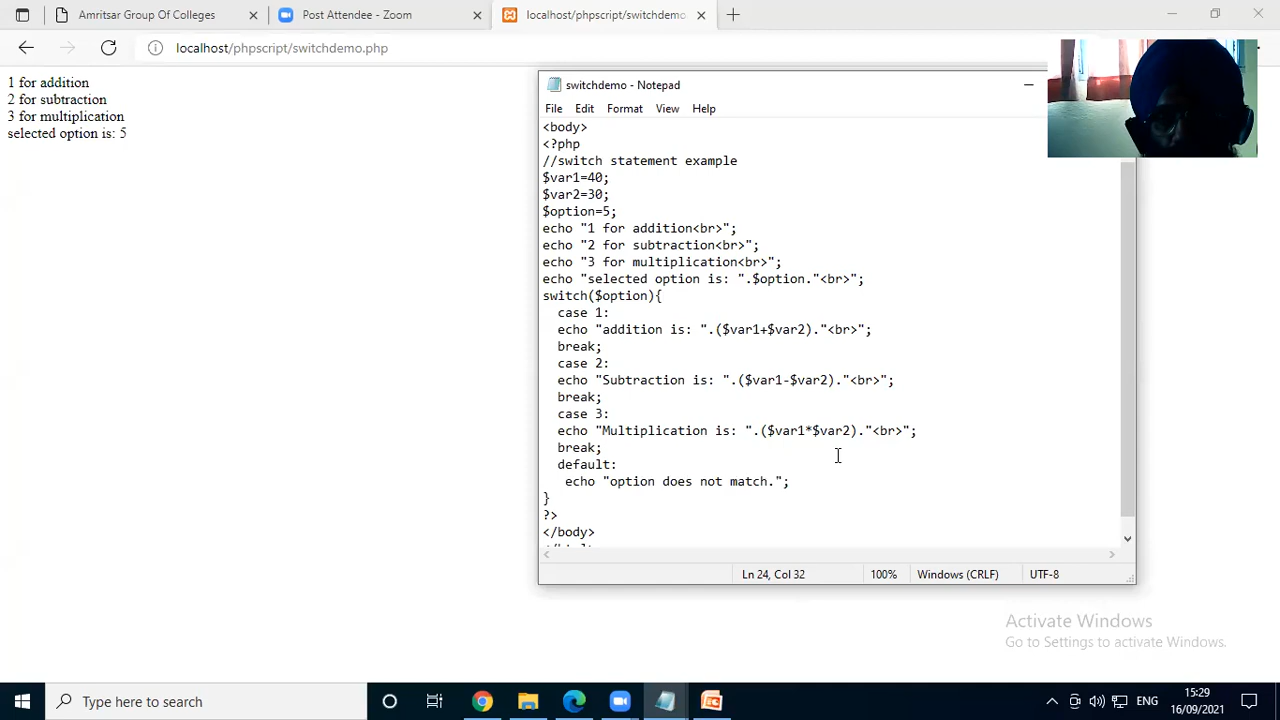 Amritsar Group Of Colleges
Post Attendee - Zoom
localhost/phpscript/switchdemo
localhost/phpscript/switchdemo.php
1 for addition
2 for subtraction
3 for multiplication
selected option is: 5
switchdemo - Notepad
File Edit Format View Help
<body>
<?php
//switch statement example
$var1=40;
$var2=30;
$option=5;
echo "1 for addition<br>";
echo "2 for subtraction<br>";
echo "3 for multiplication<br>";
echo "selected option is: ".$option."<br>";
switch($option){
case 1:
echo "addition is: ".($var1+$var2)."<br>";
break;
case 2:
echo "Subtraction is: ".($var1-$var2)."<br>";
break;
case 3:
echo "Multiplication is: ".($var1*$var2)."<br>";
break;
default:
echo "option does not match.";
}
?>
</body>
Ln 24, Col 32 100% Windows (CRLF) UTF-8
Activate Windows
Go to Settings to activate Windows.
Type here to search
ENG
15:29
16/09/2021